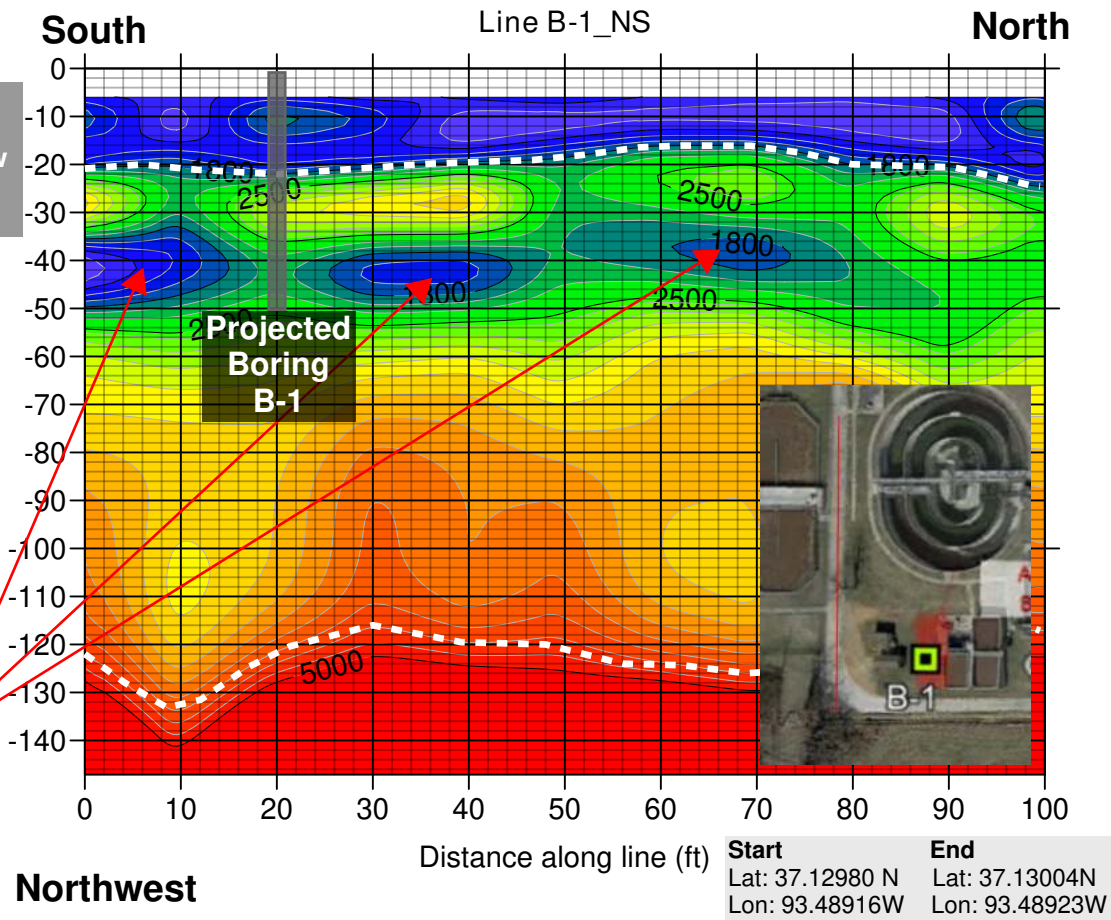 South
Line B-1_NS
North
0
-10
-20
-30
-40
-50
-60
-70
-80
-90
-100
-110
-120
-130
-140
1800
1800
2500
2500
1800
2500
Projected
Boring
B-1
5000
A
B
B-1
0 10 20 30 40 50 60 70 80 90 100
Distance along line (ft)
Start End
Lat: 37.12980 N Lat: 37.13004N
Lon: 93.48916W Lon: 93.48923W
Northwest